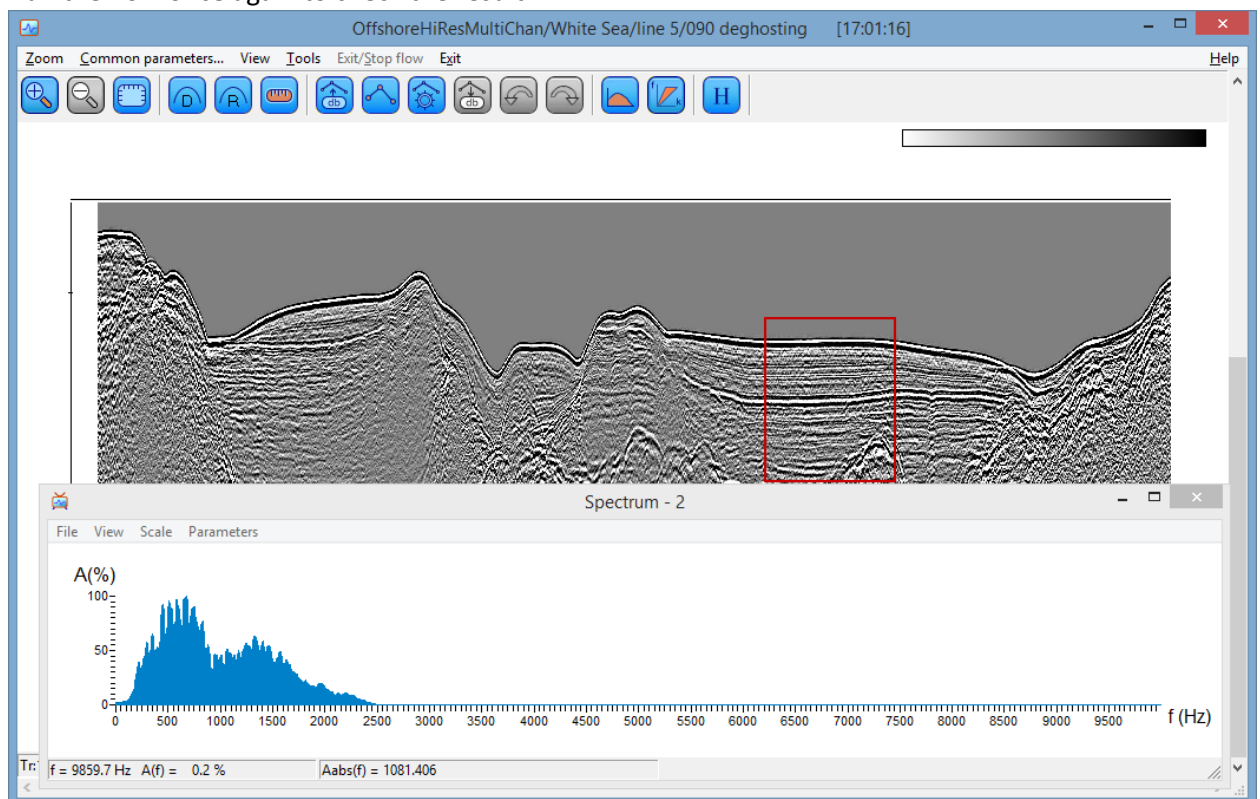 OffshoreHiResMultiChan/White Sea/line 5/090 deghosting [17:01:16]
Zoom Common parameters... View Tools Exit/Stop flow Exit Help
D R db db f k H
Spectrum - 2
File View Scale Parameters
A(%)
100
50
0
0 500 1000 1500 2000 2500 3000 3500 4000 4500 5000 5500 6000 6500 7000 7500 8000 8500 9000 9500 f (Hz)
Tr:
f = 9859.7 Hz A(f) = 0.2 % Aabs(f) = 1081.406